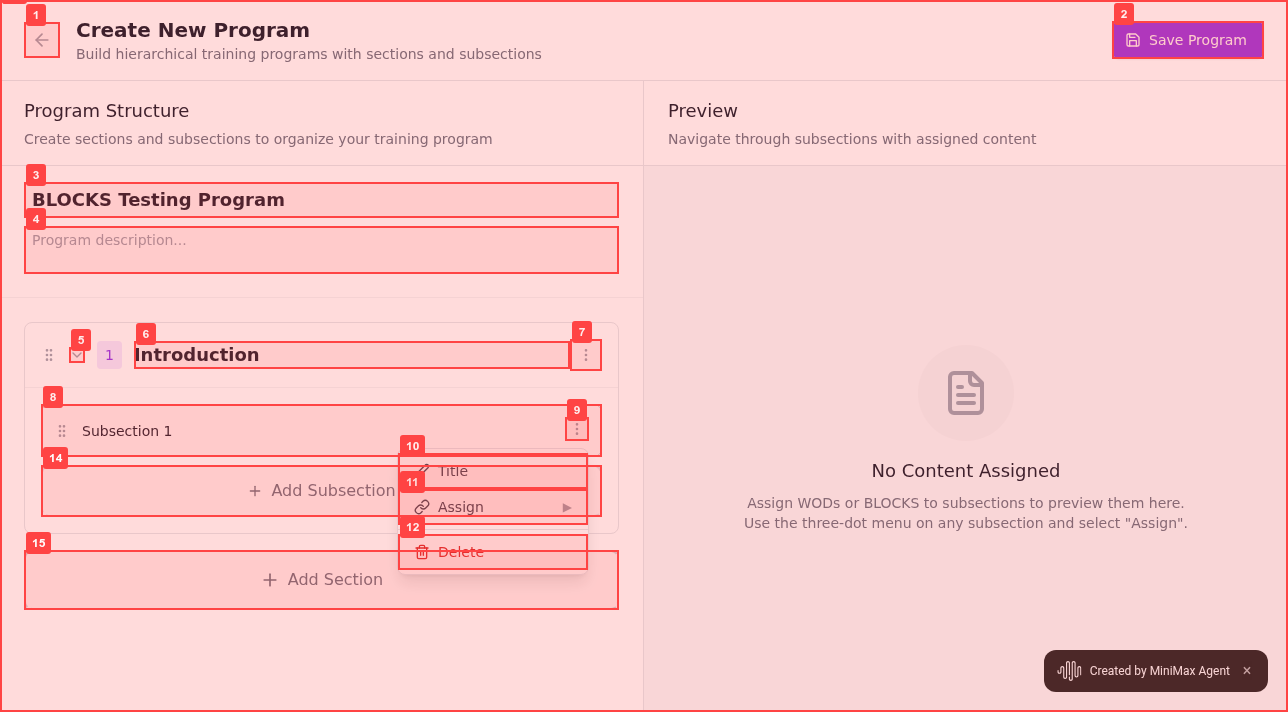 1
Create New Program
Build hierarchical training programs with sections and subsections
2
Save Program
Program Structure
Create sections and subsections to organize your training program
Preview
Navigate through subsections with assigned content
3
BLOCKS Testing Program
4
Program description...
5
6
7
1
Introduction
8
9
Subsection 1
10
Title
14
11
Add Subsection
Assign
12
Delete
15
Add Section
No Content Assigned
Assign WODs or BLOCKS to subsections to preview them here.
Use the three-dot menu on any subsection and select "Assign".
Created by MiniMax Agent ×